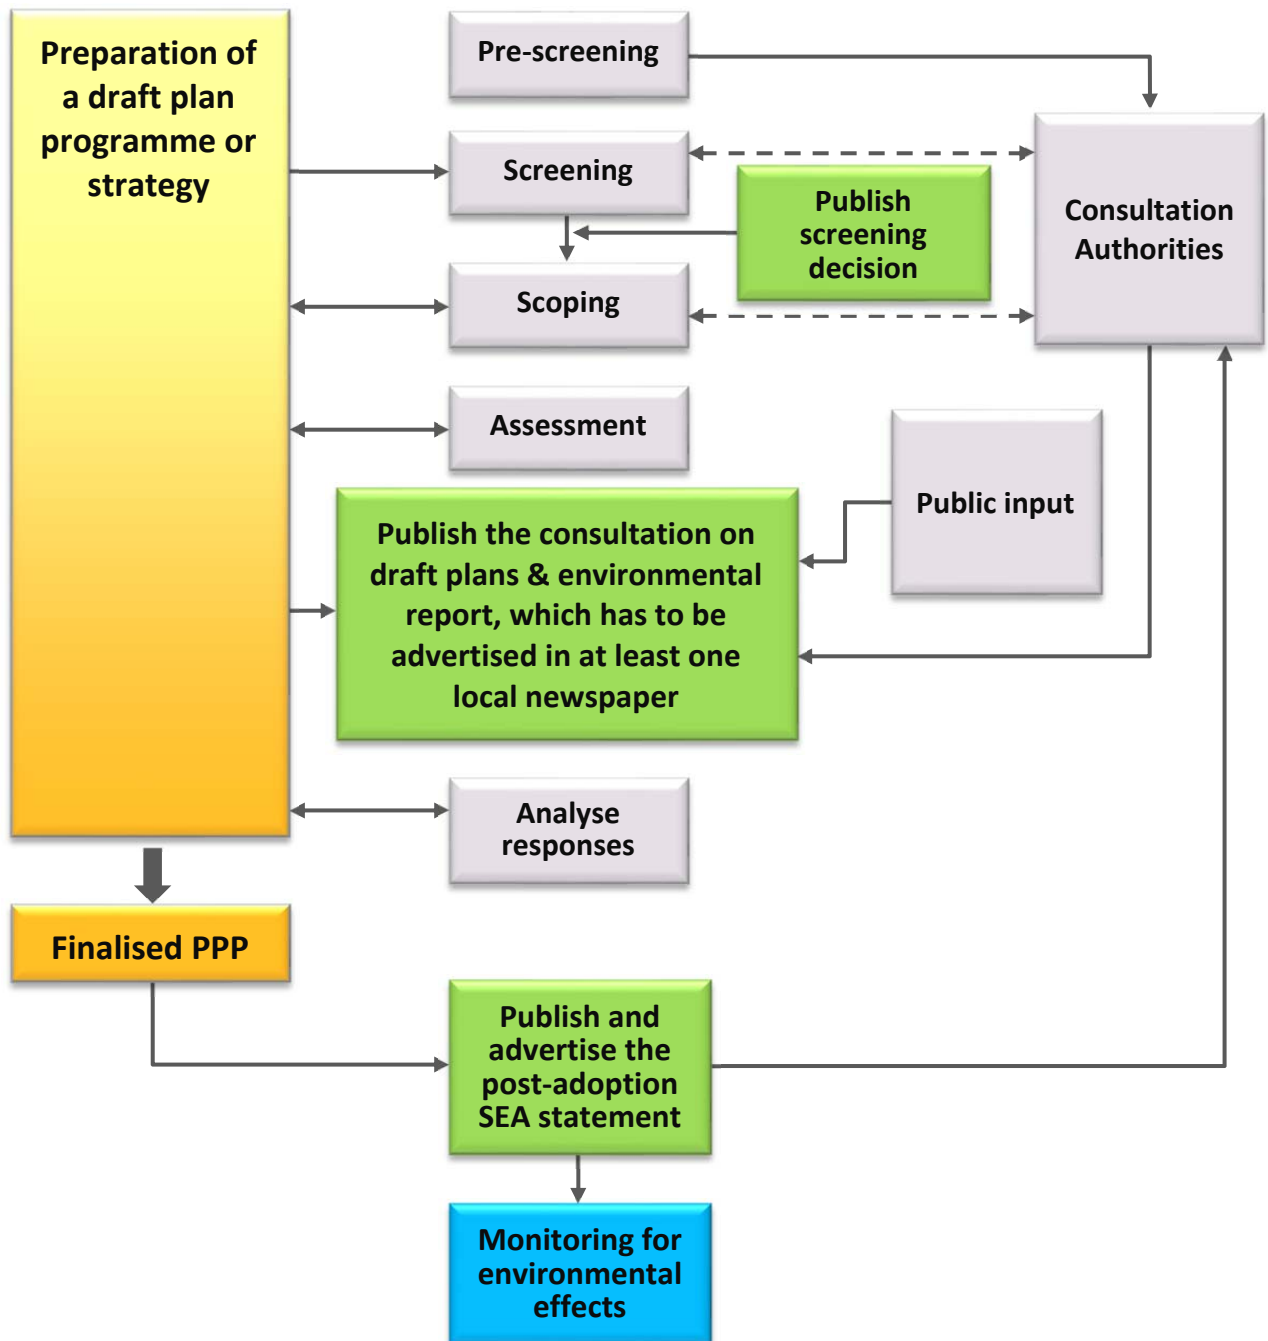 Preparation of
a draft plan
programme or
strategy
Pre-screening
Screening
Publish
screening
decision
Consultation
Authorities
Scoping
Assessment
Public input
Publish the consultation on
draft plans & environmental
report, which has to be
advertised in at least one
local newspaper
Analyse
responses
Finalised PPP
Publish and
advertise the
post-adoption
SEA statement
Monitoring for
environmental
effects